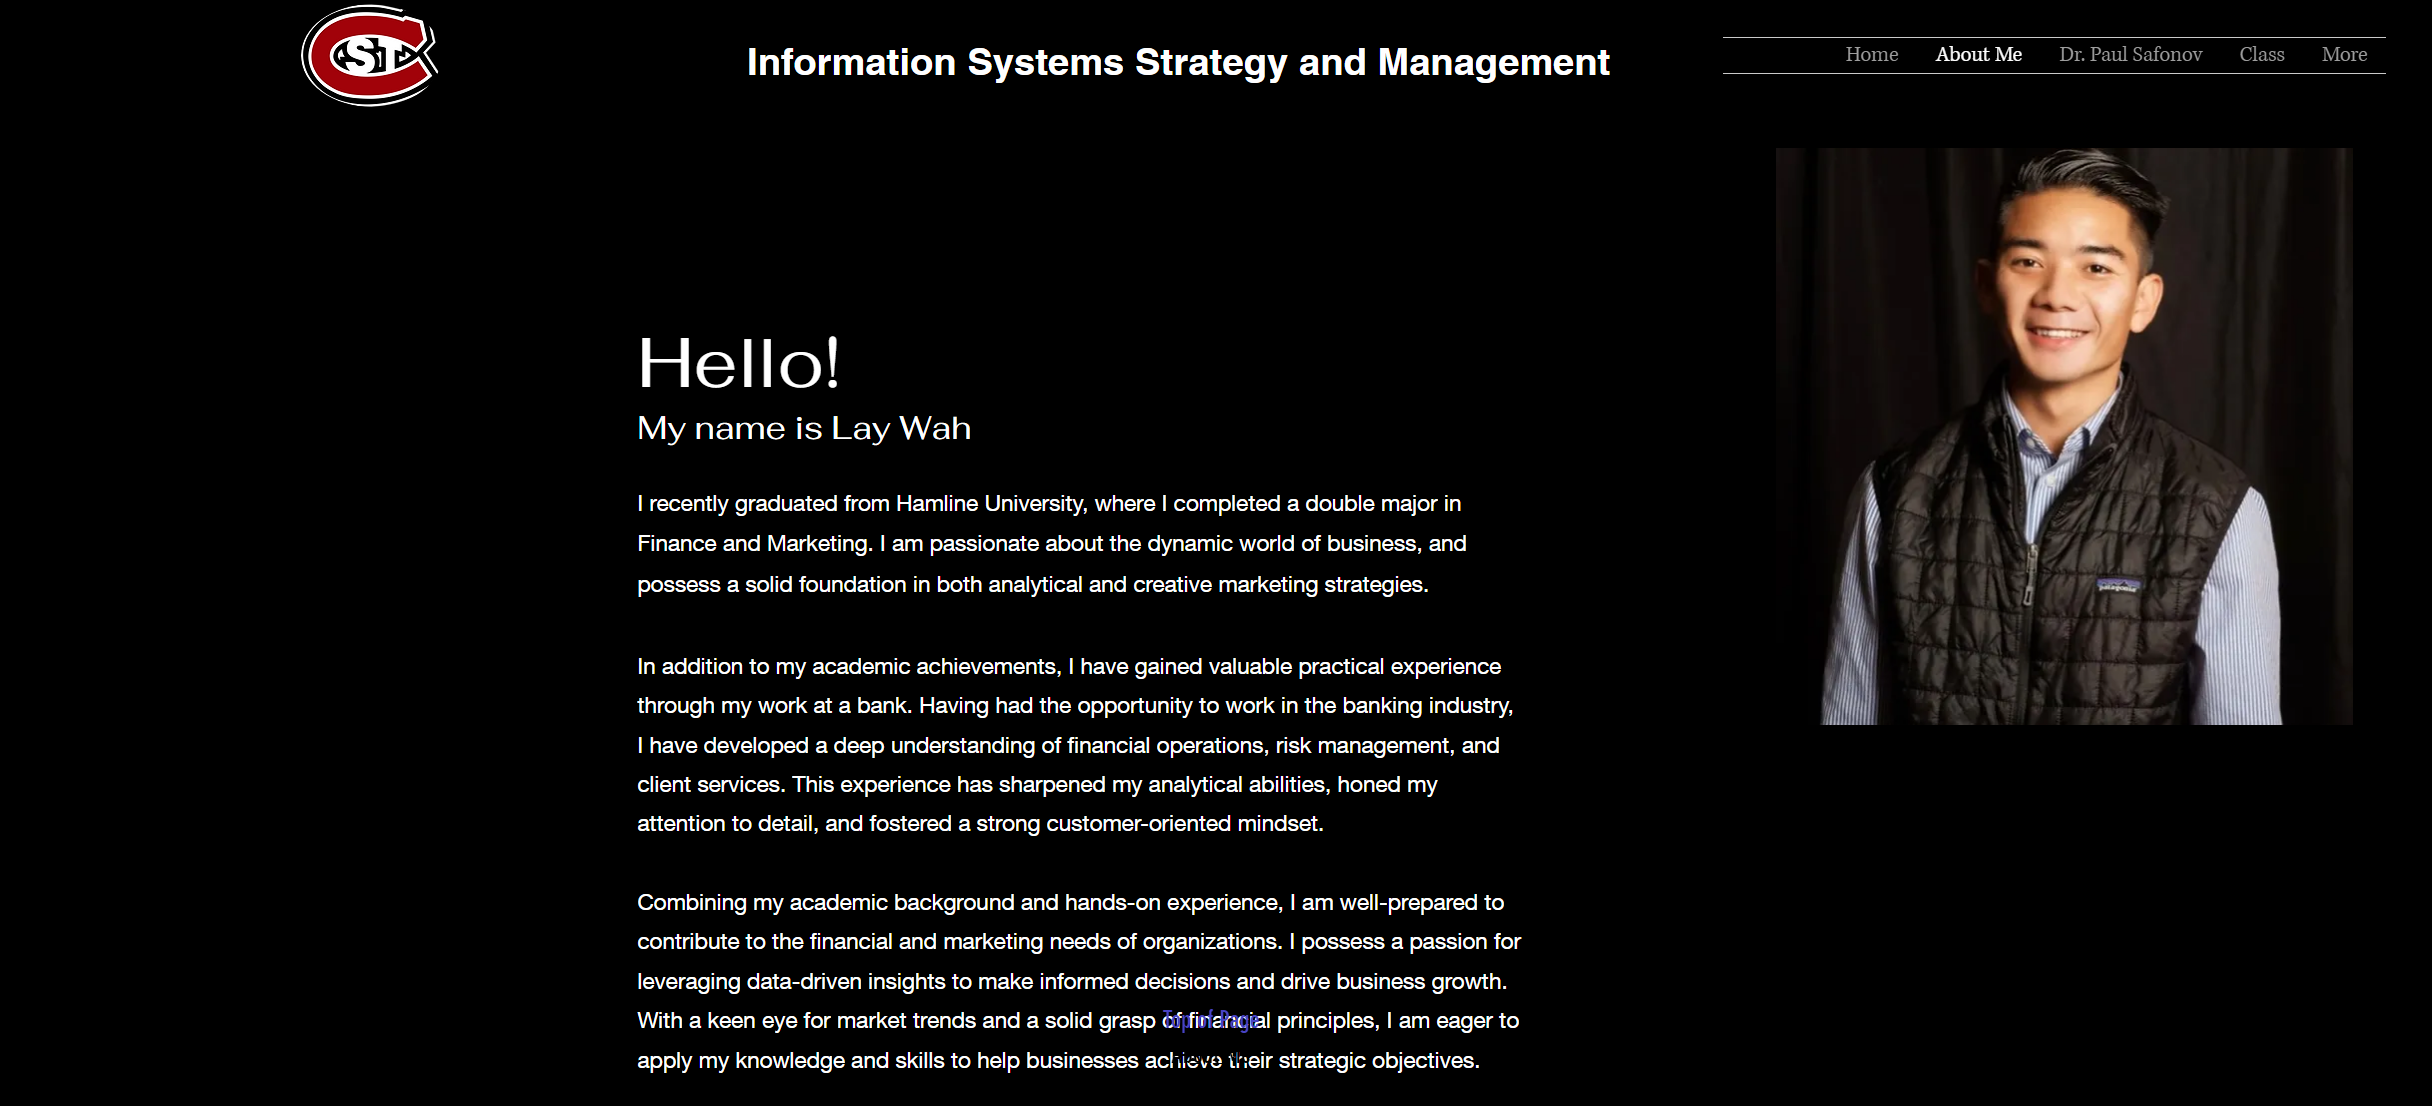 STATE
Information Systems Strategy and Management
Home About Me Dr. Paul Safonov Class More
Hello!
My name is Lay Wah
I recently graduated from Hamline University, where I completed a double major in
Finance and Marketing. I am passionate about the dynamic world of business, and
possess a solid foundation in both analytical and creative marketing strategies.
In addition to my academic achievements, I have gained valuable practical experience
through my work at a bank. Having had the opportunity to work in the banking industry,
I have developed a deep understanding of financial operations, risk management, and
client services. This experience has sharpened my analytical abilities, honed my
attention to detail, and fostered a strong customer-oriented mindset.
Combining my academic background and hands-on experience, I am well-prepared to
contribute to the financial and marketing needs of organizations. I possess a passion for
leveraging data-driven insights to make informed decisions and drive business growth.
With a keen eye for market trends and a solid grasp of financial principles, I am eager to
Top of Page
apply my knowledge and skills to help businesses achieve their strategic objectives.
patagonia